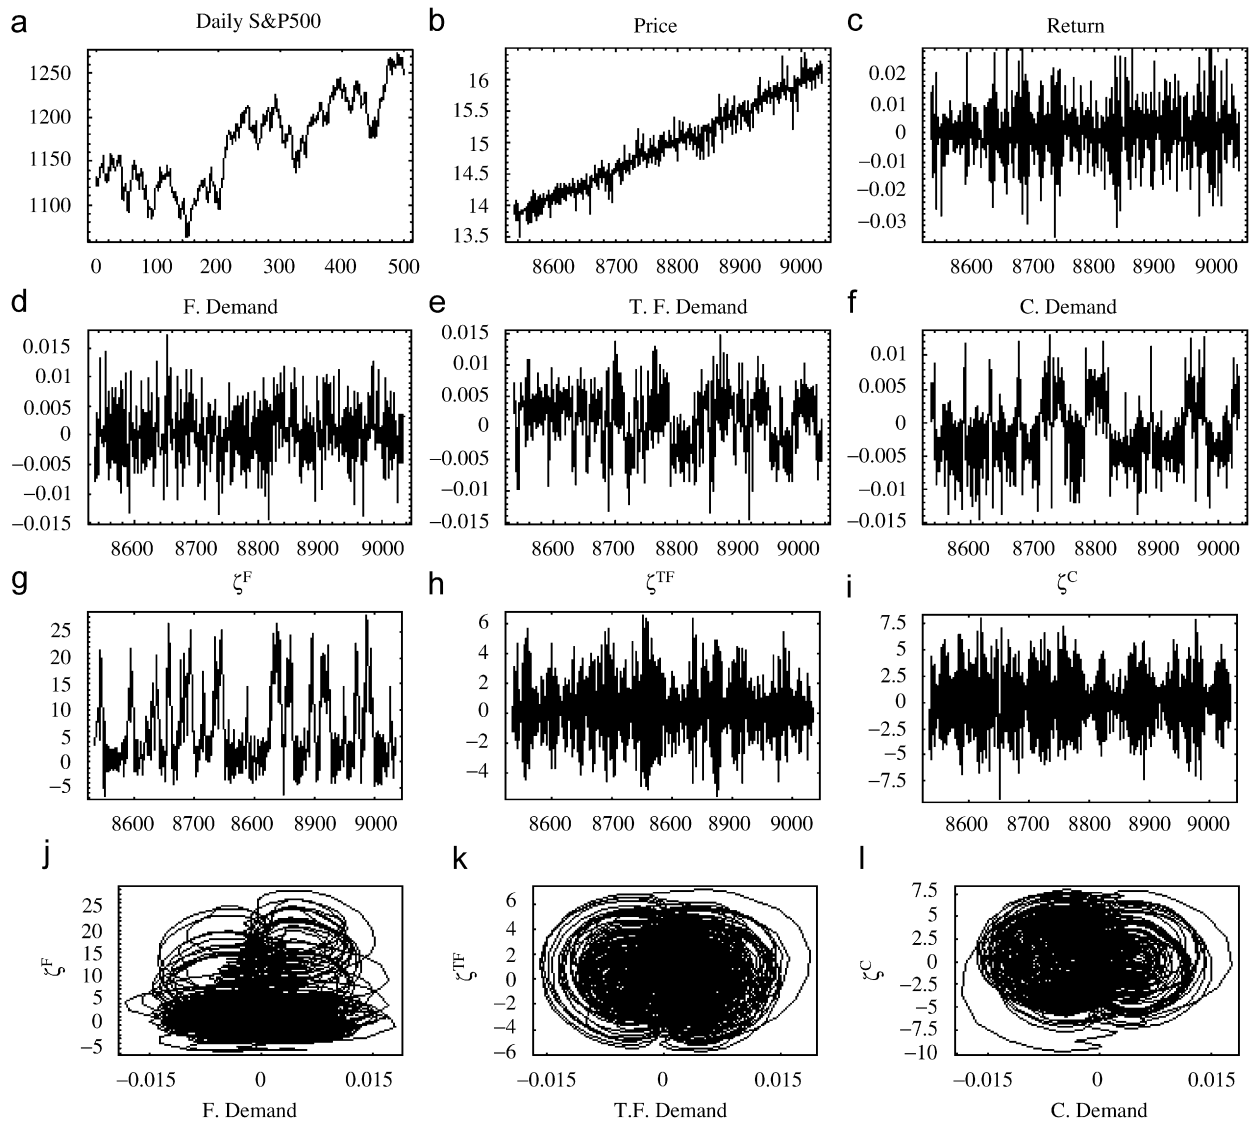 a
Daily S&P500
1250
1200
1150
1100
0 100 200 300 400 500
b
Price
16
15.5
15
14.5
14
13.5
8600 8700 8800 8900 9000
c
Return
0.02
0.01
0
−0.01
−0.02
−0.03
8600 8700 8800 8900 9000
d
F. Demand
0.015
0.01
0.005
0
−0.005
−0.01
−0.015
8600 8700 8800 8900 9000
e
T. F. Demand
0.015
0.01
0.005
0
−0.005
−0.01
−0.015
8600 8700 8800 8900 9000
f
C. Demand
0.01
0.005
0
−0.005
−0.01
−0.015
8600 8700 8800 8900 9000
g
ζF
25
20
15
10
5
0
−5
8600 8700 8600 8900 9000
h
ζTF
6
4
2
0
−2
−4
8600 8700 8600 8900 9000
i
ζC
7.5
5
2.5
0
−2.5
−5
−7.5
8600 8700 8800 8900 9000
j
ζF
25
20
15
10
5
0
−5
−0.015 0 0.015
F. Demand
k
ζTF
6
4
2
0
−2
−4
−6
−0.015 0 0.015
T.F. Demand
l
ζC
7.5
5
2.5
0
−2.5
−5
−7.5
−10
−0.015 0 0.015
C. Demand